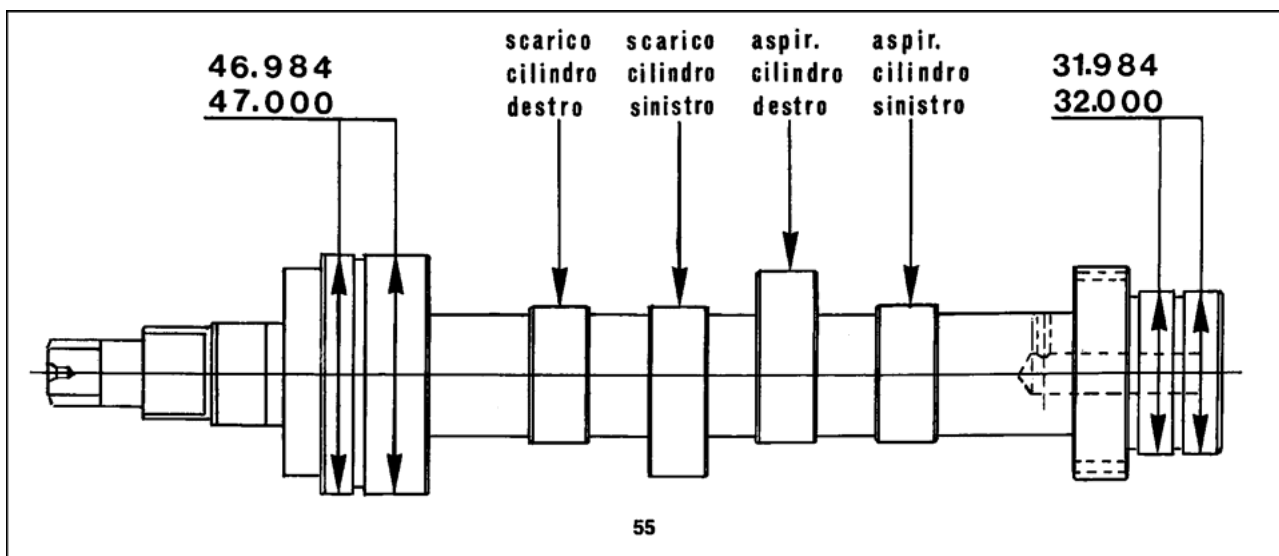 46.984
47.000
scarico
cilindro
destro
scarico
cilindro
sinistro
aspir.
cilindro
destro
aspir.
cilindro
sinistro
31.984
32.000
55